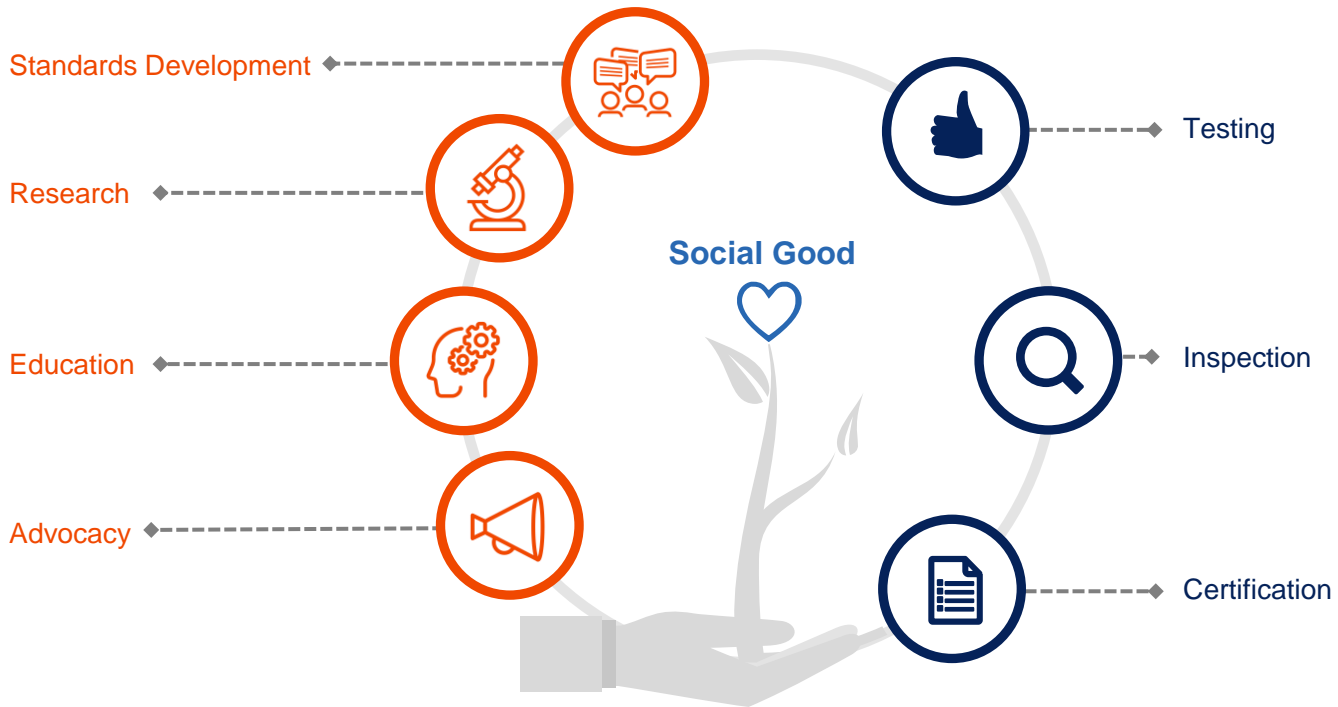 Standards Development
Research
Education
Advocacy
Social Good
Testing
Inspection
Certification